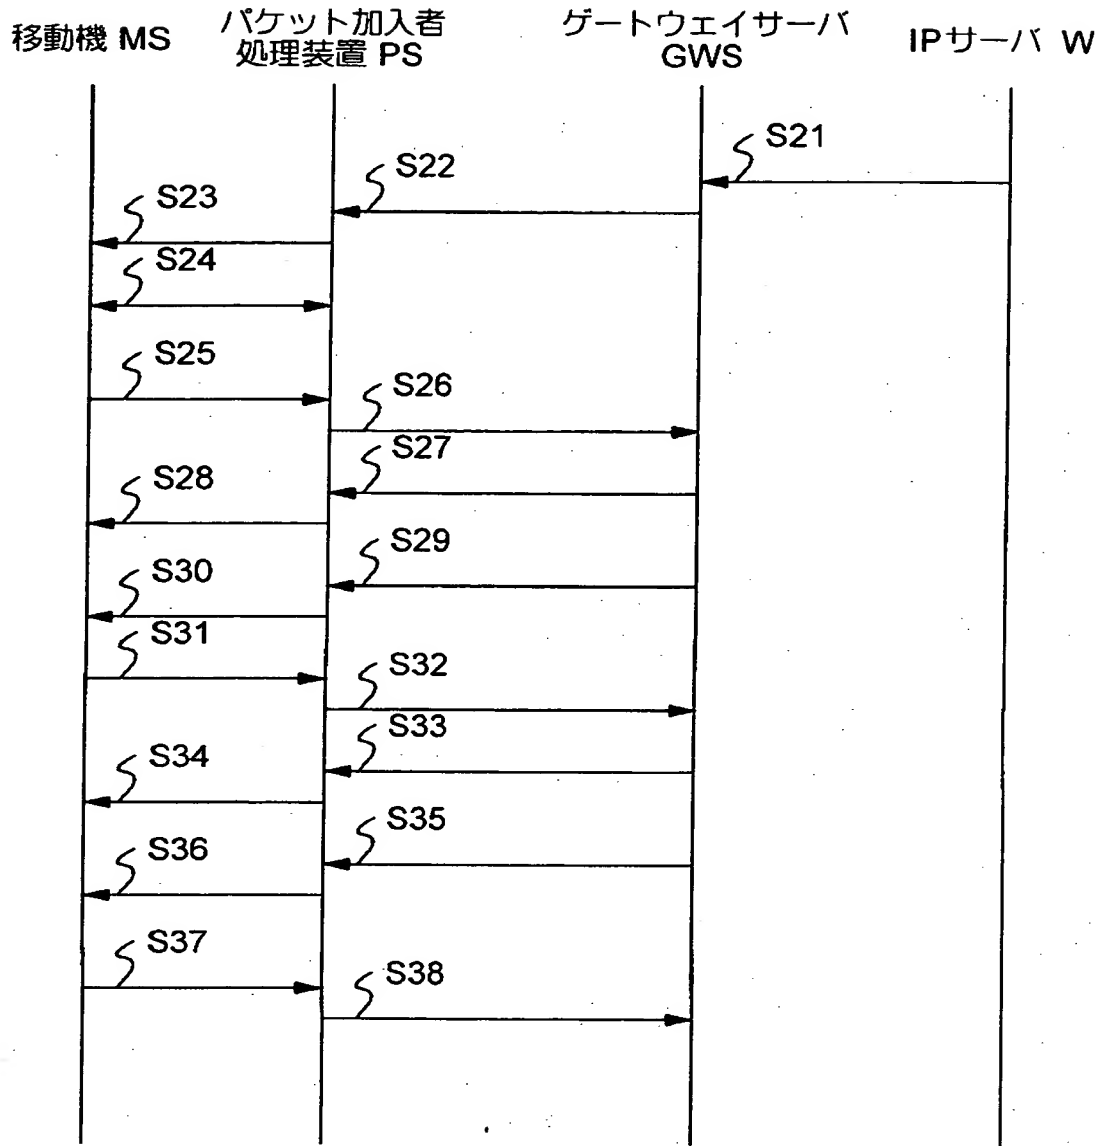 移動機 MS
パケット加入者
処理装置 PS
ゲートウェイサーバ
GWS
IPサーバ W
S21
S22
S23
S24
S25
S26
S27
S28
S29
S30
S31
S32
S33
S34
S35
S36
S37
S38